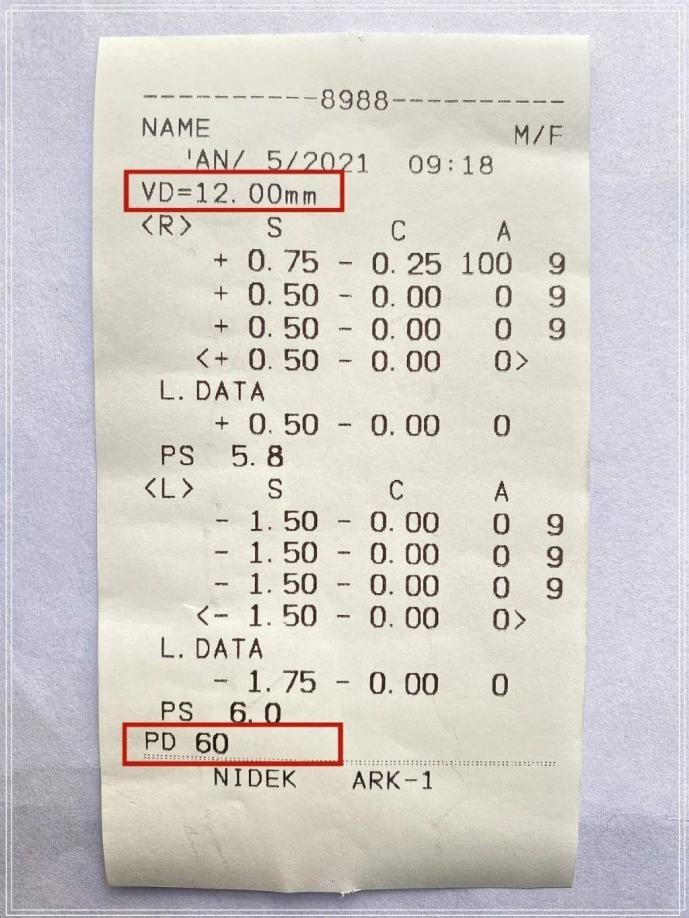 ----------8988----------
NAME M/F
'AN/ 5/2021 09:18
VD=12.00mm
<R> S C A
+ 0.75 - 0.25 100 9
+ 0.50 - 0.00 0 9
+ 0.50 - 0.00 0 9
<+ 0.50 - 0.00 0>
L.DATA
+ 0.50 - 0.00 0
PS 5.8
<L> S C A
- 1.50 - 0.00 0 9
- 1.50 - 0.00 0 9
- 1.50 - 0.00 0 9
<- 1.50 - 0.00 0>
L.DATA
- 1.75 - 0.00 0
PS 6.0
PD 60
NIDEK ARK-1